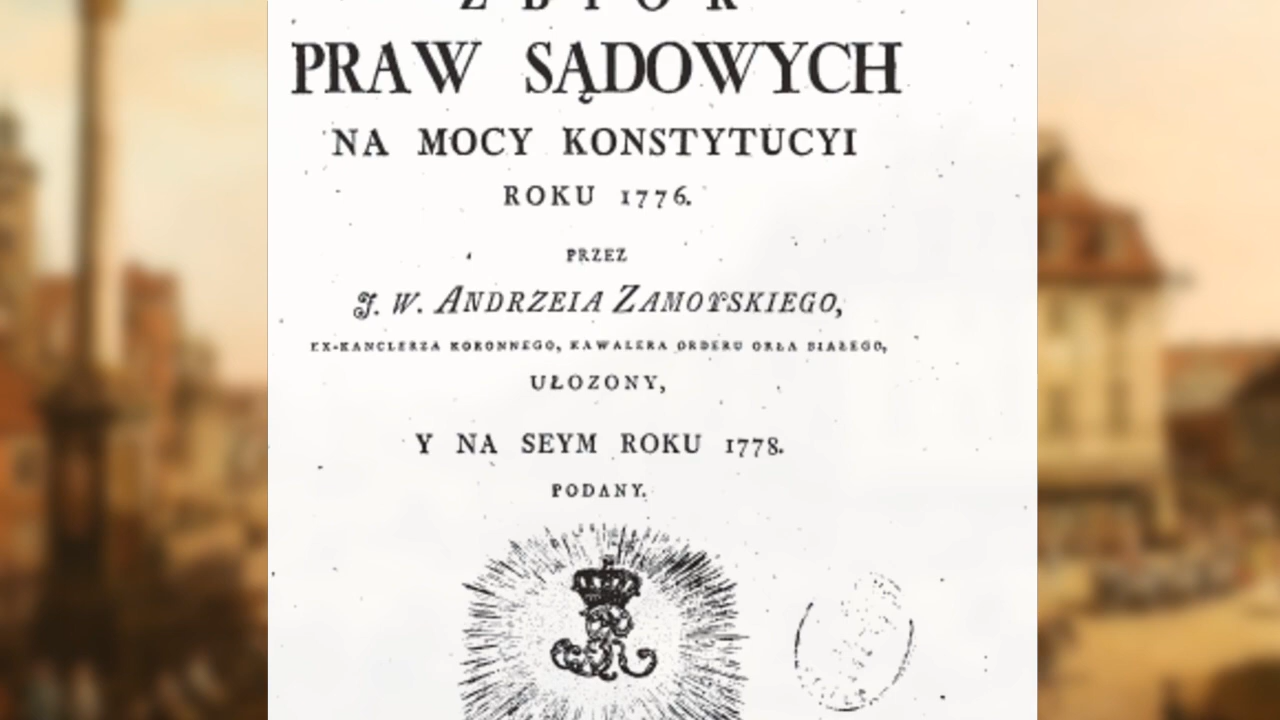 ZBIOR
PRAW SĄDOWYCH
NA MOCY KONSTYTUCYI
ROKU 1776.
PRZEZ
J. W. ANDRZEIA ZAMOYSKIEGO,
EX-KANCLERZA KORONNEGO, KAWALERA ORDERU ORŁA BIAŁEGO,
UŁOZONY,
Y NA SEYM ROKU 1778.
PODANY.